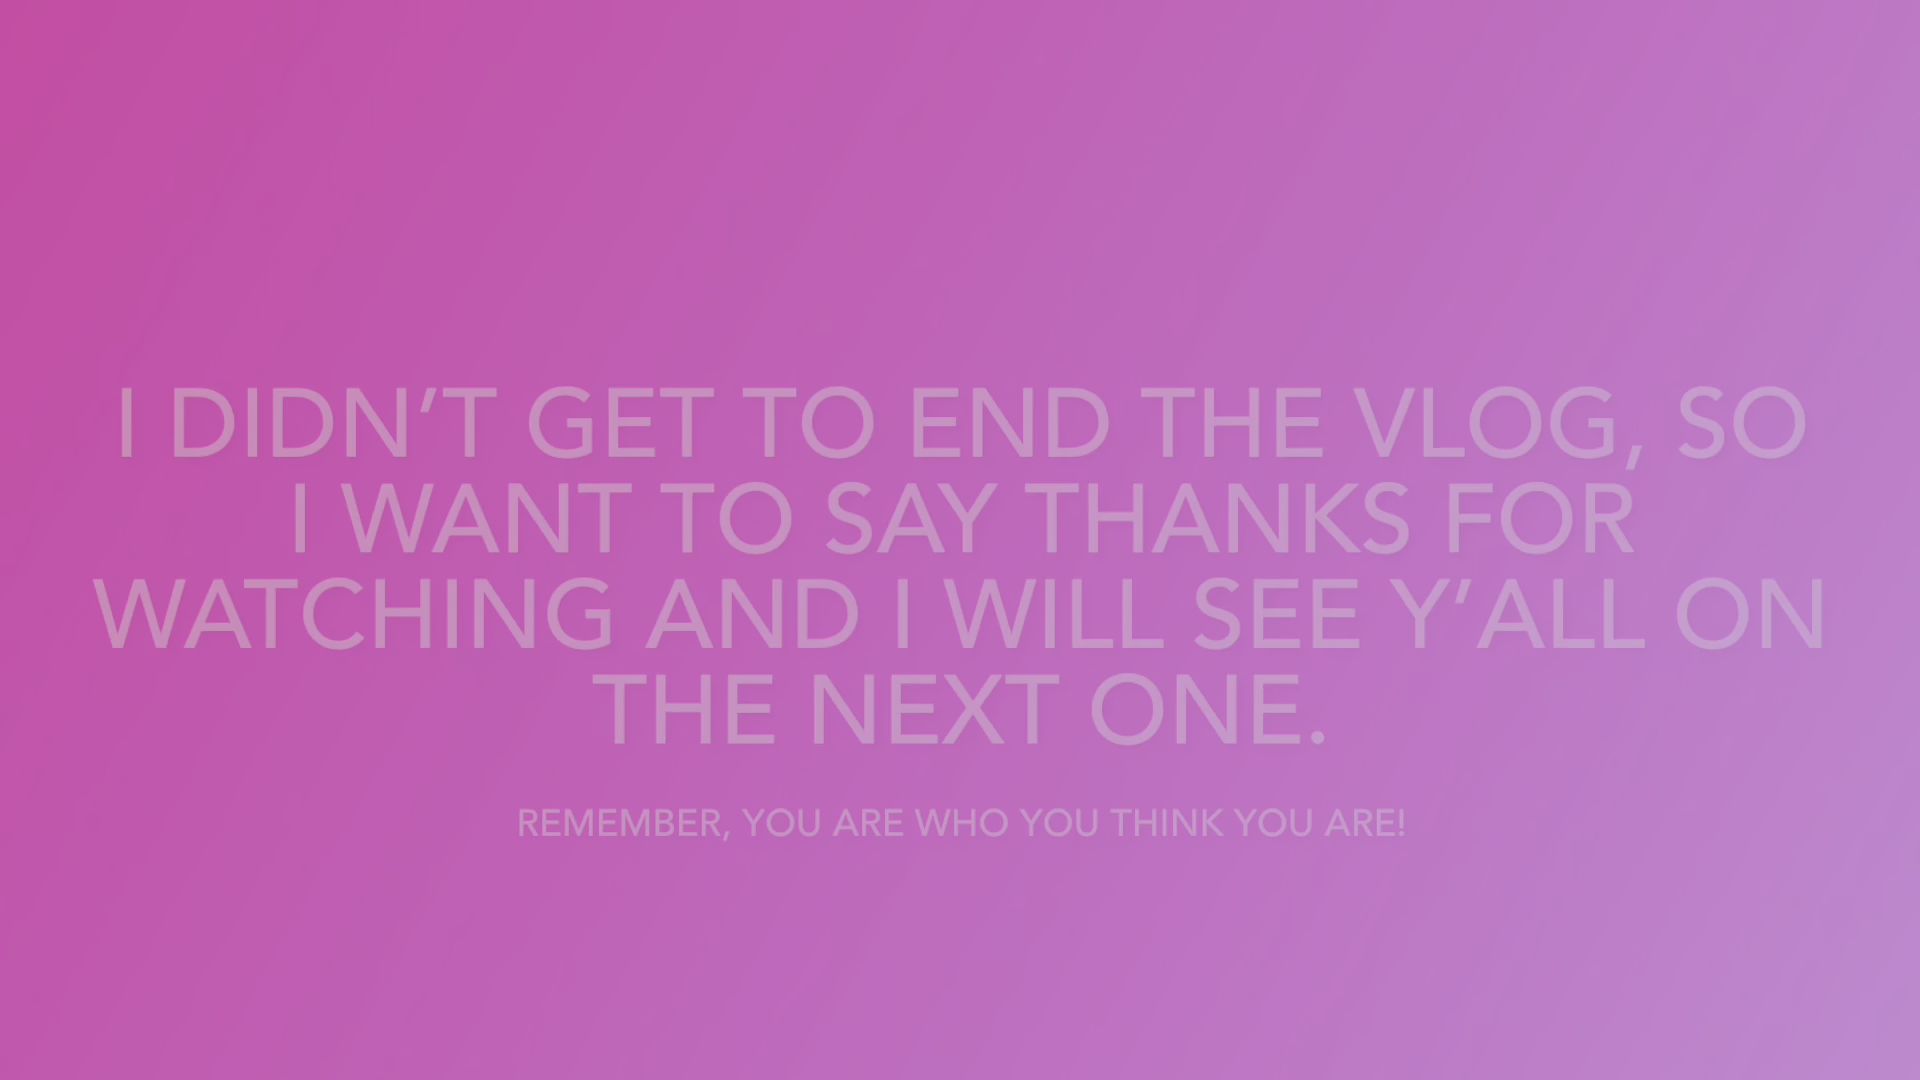 I DIDN’T GET TO END THE VLOG, SO
I WANT TO SAY THANKS FOR
WATCHING AND I WILL SEE Y’ALL ON
THE NEXT ONE.
REMEMBER, YOU ARE WHO YOU THINK YOU ARE!